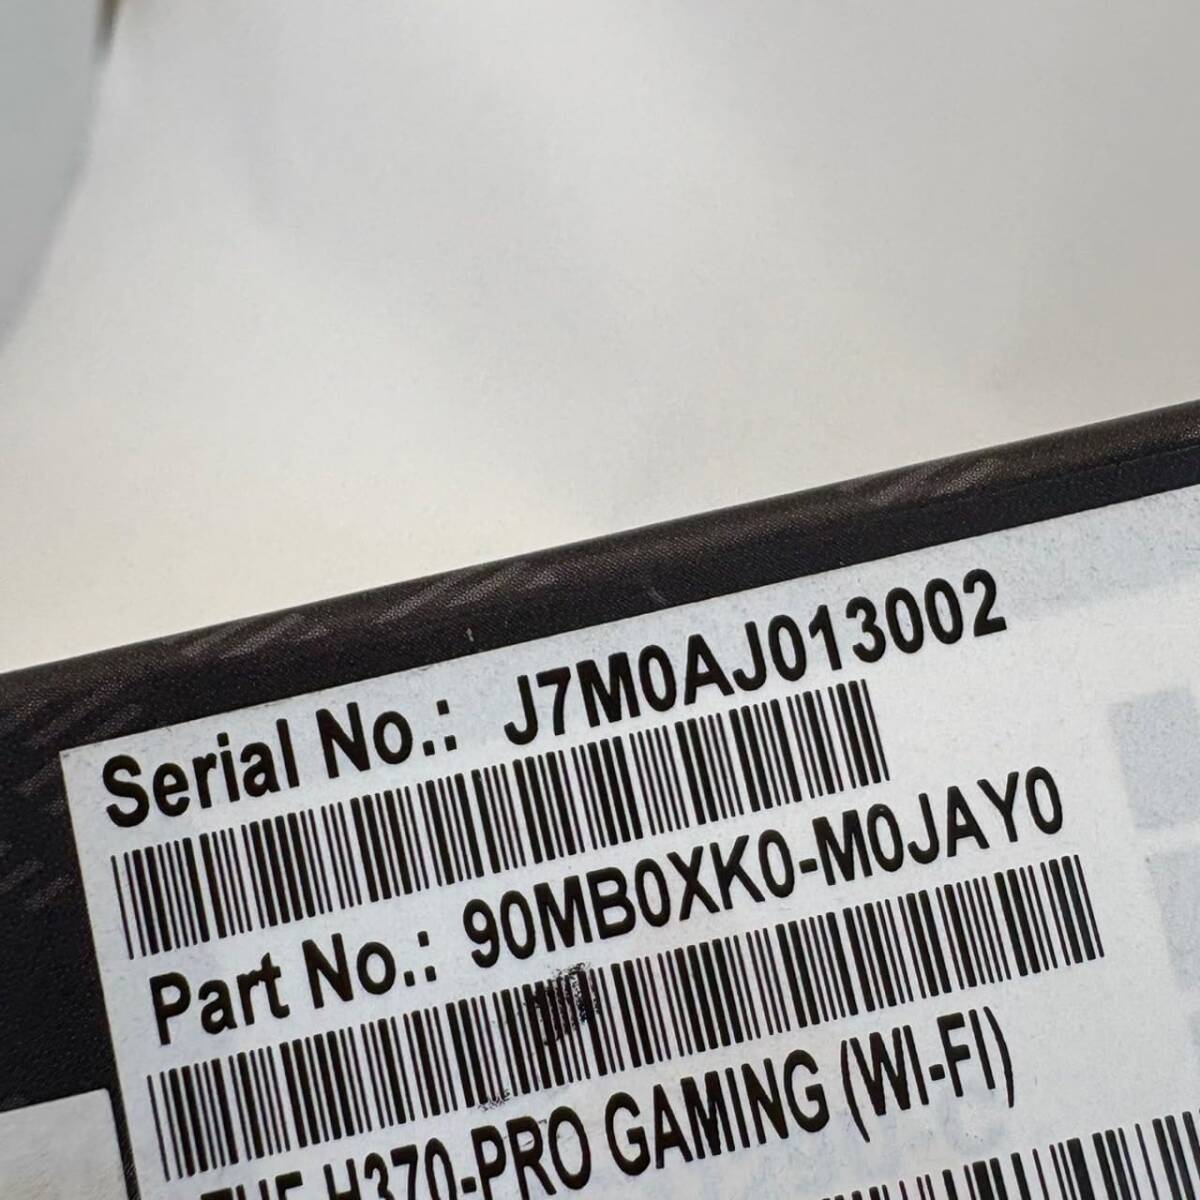 Serial No.: J7M0AJ013002
Part No.: 90MB0XK0-M0JAY0
H370-PRO GAMING (WI-FI)